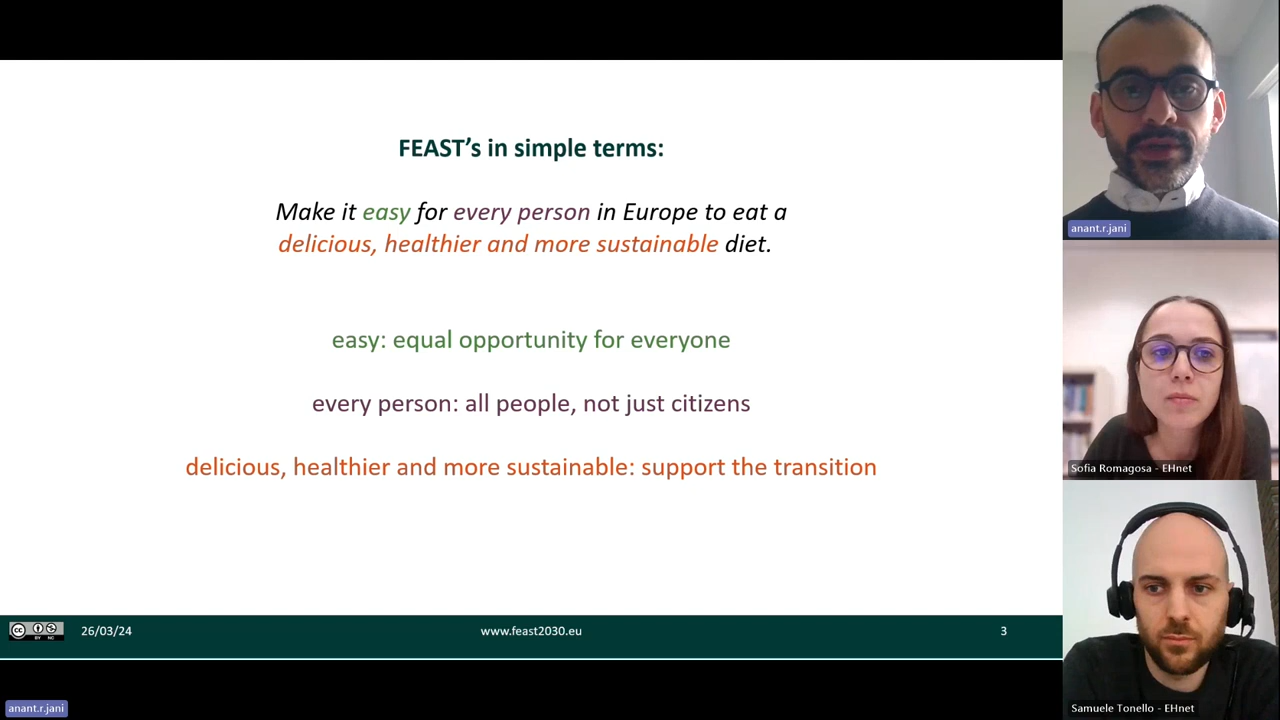 FEAST’s in simple terms:
Make it easy for every person in Europe to eat a
delicious, healthier and more sustainable diet.
easy: equal opportunity for everyone
every person: all people, not just citizens
delicious, healthier and more sustainable: support the transition
cc
BY NC
26/03/24
www.feast2030.eu
3
anant.r.jani
anant.r.jani
Sofia Romagosa - EHnet
Samuele Tonello - EHnet